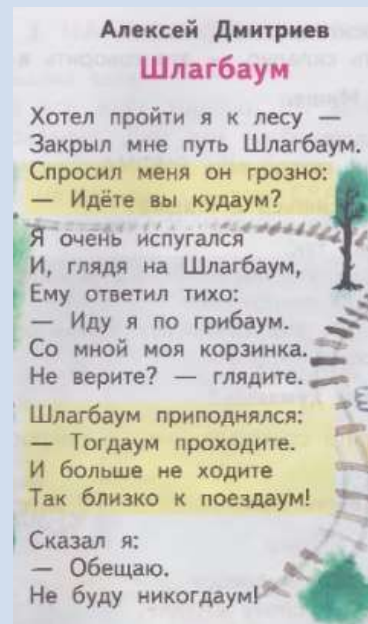 Алексей Дмитриев
Шлагбаум
Хотел пройти я к лесу —
Закрыл мне путь Шлагбаум.
Спросил меня он грозно:
— Идёте вы кудаум?
Я очень испугался
И, глядя на Шлагбаум,
Ему ответил тихо:
— Иду я по грибаум.
Со мной моя корзинка.
Не верите? — глядите.
Шлагбаум приподнялся:
— Тогдаум проходите.
И больше не ходите
Так близко к поездаум!
Сказал я:
— Обещаю.
Не буду никогдаум!